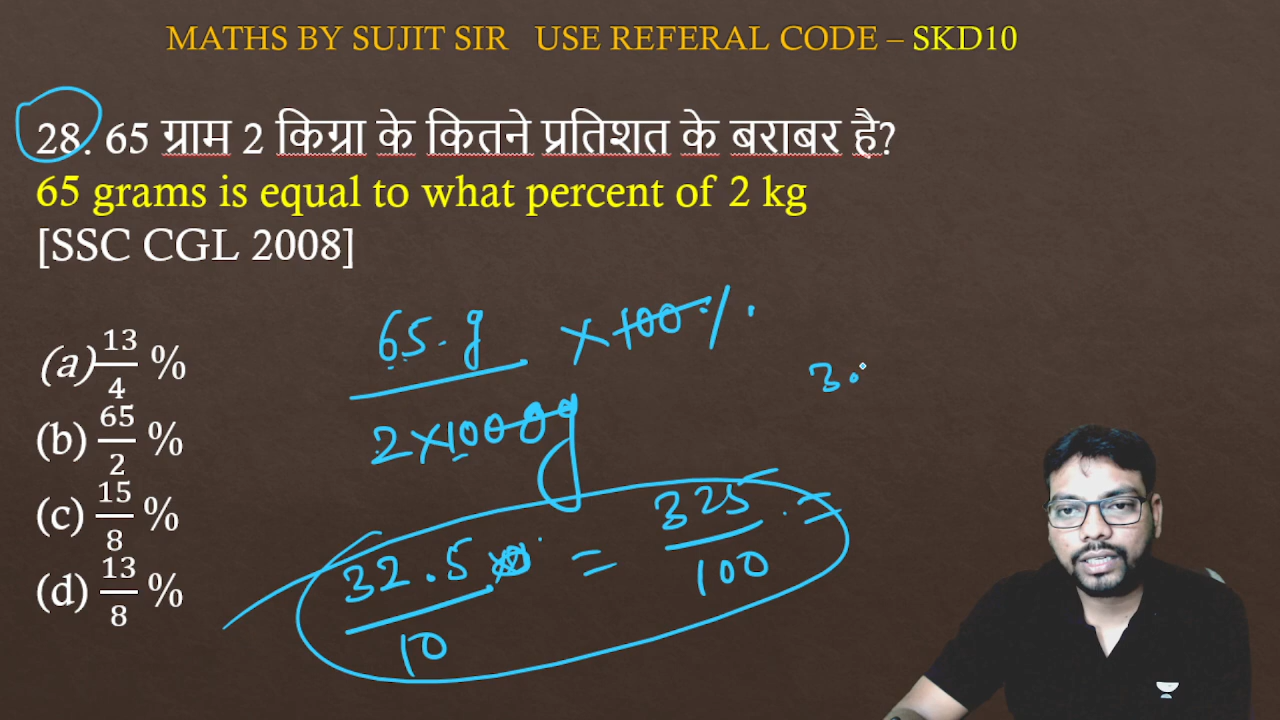 MATHS BY SUJIT SIR USE REFERAL CODE – SKD10
28. 65 ग्राम 2 किग्रा के कितने प्रतिशत के बराबर है?
65 grams is equal to what percent of 2 kg
[SSC CGL 2008]
(a) 13/4 %
(b) 65/2 %
(c) 15/8 %
(d) 13/8 %
65.g / 2×1000g ×100%.
3.
32.5 / 10 = 325 / 100 =